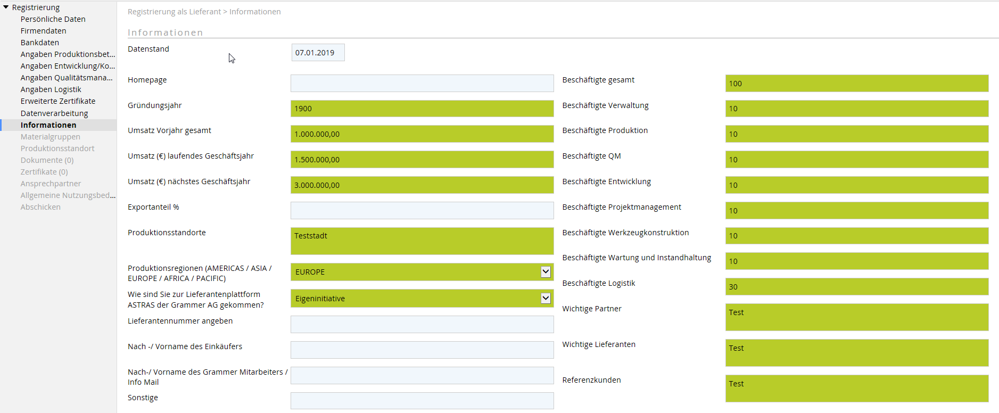 Registrierung
Persönliche Daten
Firmendaten
Bankdaten
Angaben Produktionsbet...
Angaben Entwicklung/Ko...
Angaben Qualitätsmana...
Angaben Logistik
Erweiterte Zertifikate
Datenverarbeitung
Informationen
Materialgruppen
Produktionsstandort
Dokumente (0)
Zertifikate (0)
Ansprechpartner
Allgemeine Nutzungsbed...
Abschicken
Registrierung als Lieferant > Informationen
Informationen
Datenstand 07.01.2019
Homepage
Gründungsjahr 1900
Umsatz Vorjahr gesamt 1.000.000,00
Umsatz (€) laufendes Geschäftsjahr 1.500.000,00
Umsatz (€) nächstes Geschäftsjahr 3.000.000,00
Exportanteil %
Produktionsstandorte Teststadt
Produktionsregionen (AMERICAS / ASIA /
EUROPE / AFRICA / PACIFIC)
EUROPE
Wie sind Sie zur Lieferantenplattform
ASTRAS der Grammer AG gekommen?
Eigeninitiative
Lieferantennummer angeben
Nach -/ Vorname des Einkäufers
Nach-/ Vorname des Grammer Mitarbeiters /
Info Mail
Sonstige
Beschäftigte gesamt 100
Beschäftigte Verwaltung 10
Beschäftigte Produktion 10
Beschäftigte QM 10
Beschäftigte Entwicklung 10
Beschäftigte Projektmanagement 10
Beschäftigte Werkzeugkonstruktion 10
Beschäftigte Wartung und Instandhaltung 10
Beschäftigte Logistik 30
Wichtige Partner Test
Wichtige Lieferanten Test
Referenzkunden Test